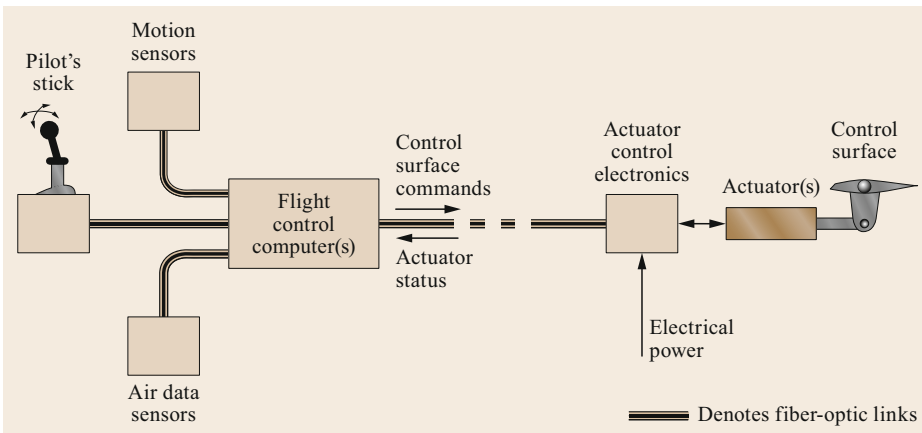 Motion
sensors
Pilot's
stick
Flight
control
computer(s)
Control
surface
commands
Actuator
status
Actuator
control
electronics
Actuator(s)
Control
surface
Electrical
power
Air data
sensors
Denotes fiber-optic links